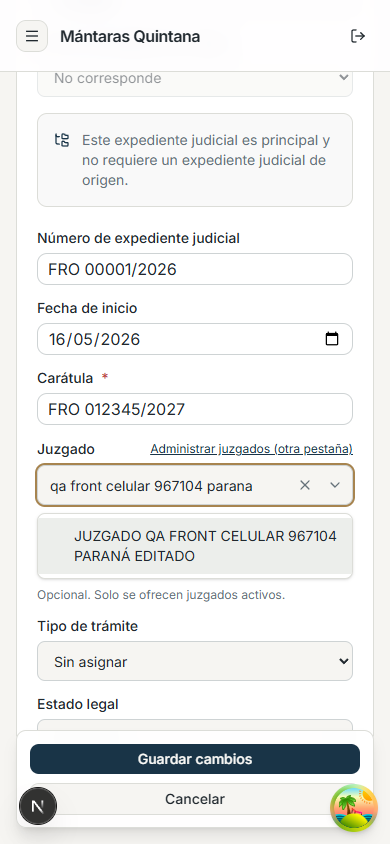 Mántaras Quintana
No corresponde
Este expediente judicial es principal y
no requiere un expediente judicial de
origen.
Número de expediente judicial
FRO 00001/2026
Fecha de inicio
16/05/2026
Carátula *
FRO 012345/2027
Juzgado Administrar juzgados (otra pestaña)
qa front celular 967104 parana
JUZGADO QA FRONT CELULAR 967104
PARANÁ EDITADO
Opcional. Solo se ofrecen juzgados activos.
Tipo de trámite
Sin asignar
Estado legal
Guardar cambios
Cancelar
N